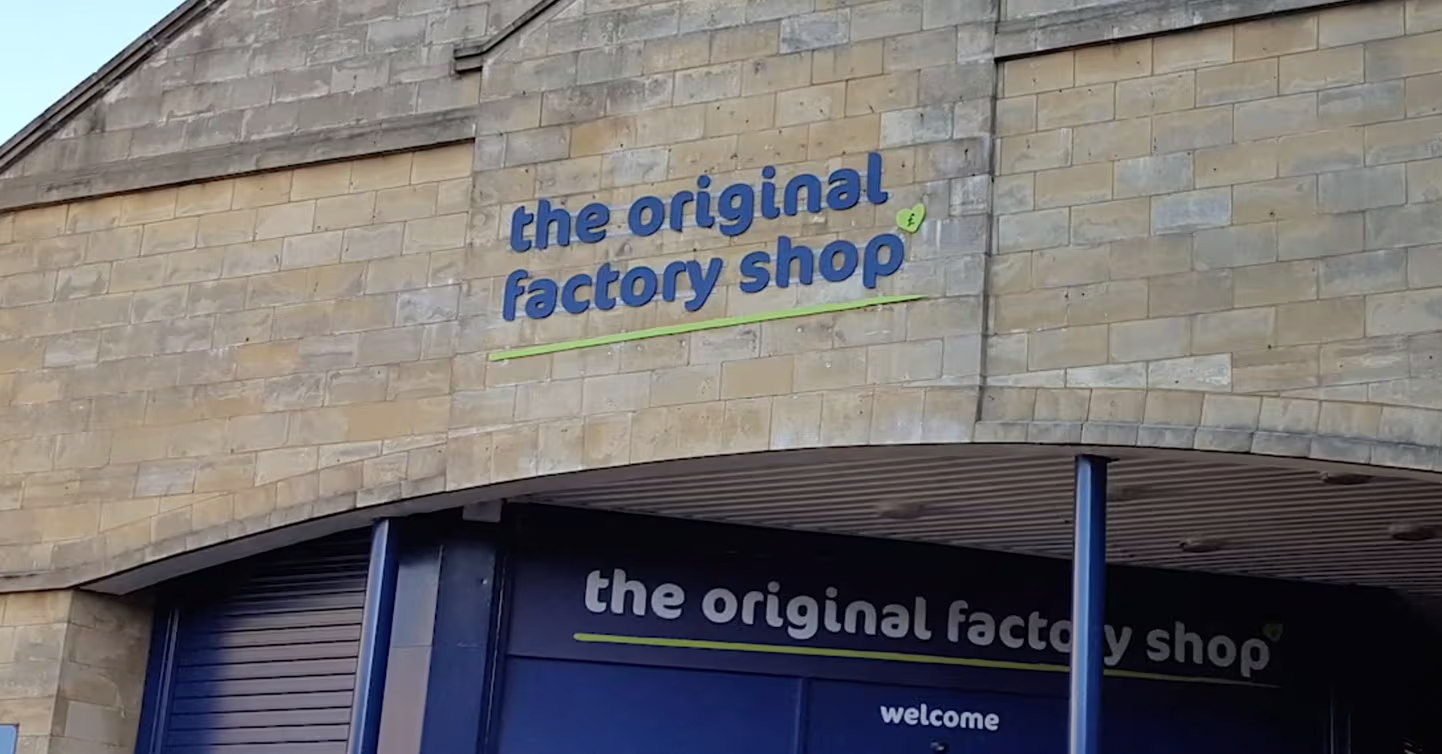 the original
factory shop
£
the original factory shop
welcome